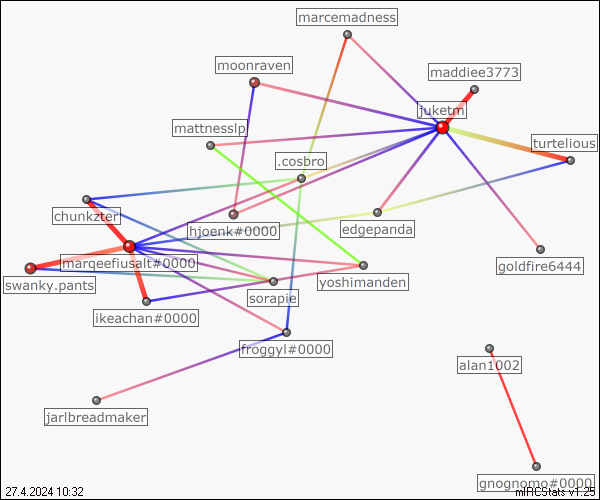 marcemadness
moonraven
maddiee3773
juketm
mattnesslp
turtelious
.cosbro
chunkzter
hjoenk#0000
edgepanda
marqeefiusalt#0000
goldfire6444
swanky.pants
yoshimanden
sorapie
ikeachan#0000
froggyl#0000
alan1002
jarlbreadmaker
gnognomo#0000
27.4.2024 10:32
mIRCStats v1.25